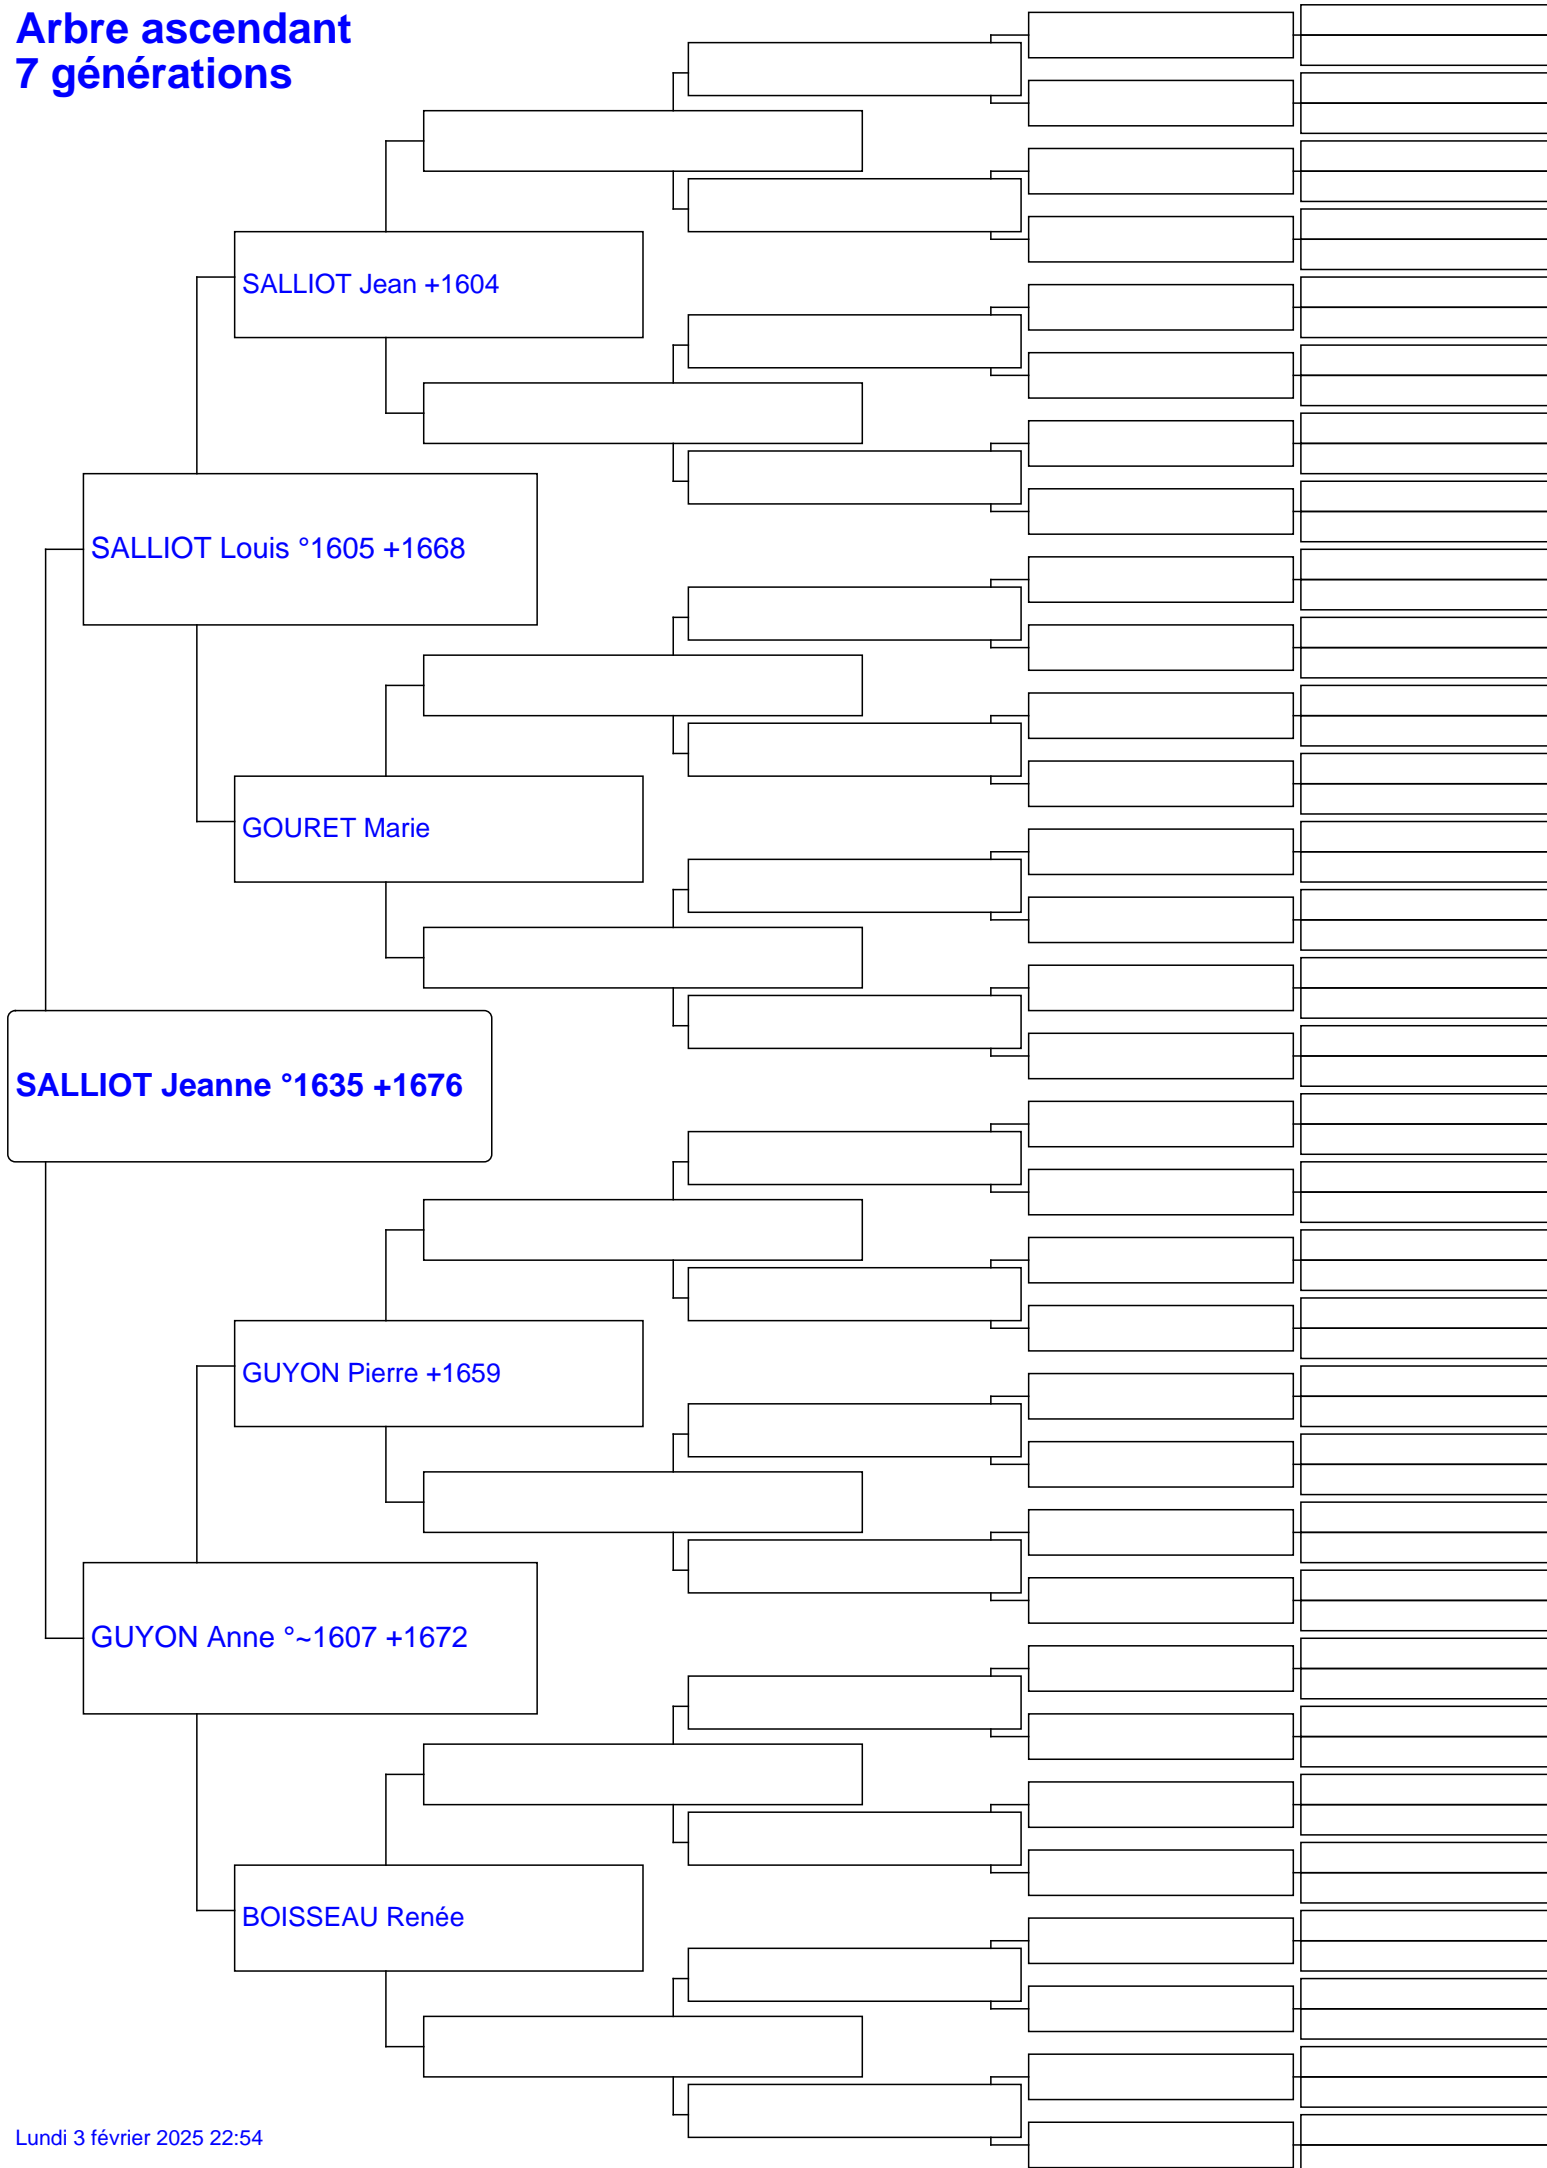 Arbre ascendant
7 générations
SALLIOT Jean +1604
SALLIOT Louis °1605 +1668
GOURET Marie
SALLIOT Jeanne °1635 +1676
GUYON Pierre +1659
GUYON Anne °~1607 +1672
BOISSEAU Renée
Lundi 3 février 2025 22:54